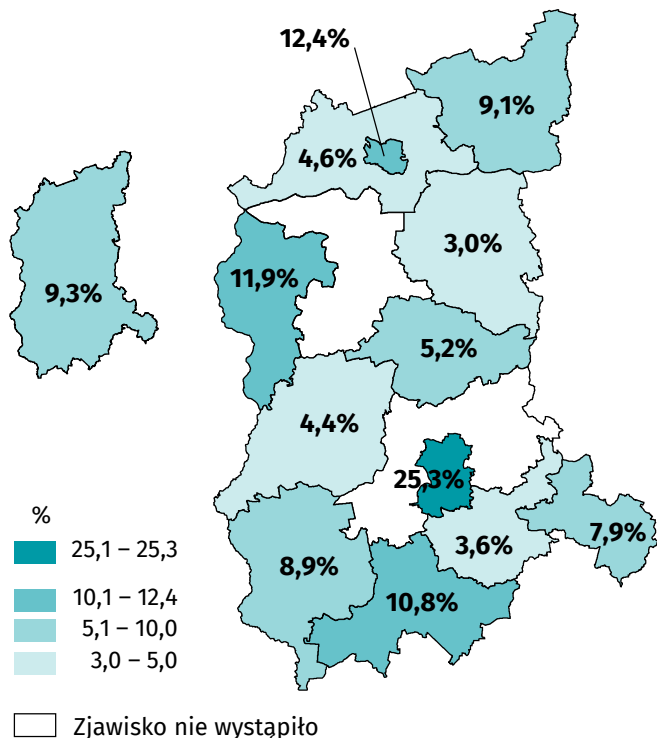 12,4%
9,1%
4,6%
3,0%
11,9%
9,3%
5,2%
4,4%
25,3%
7,9%
3,6%
8,9%
10,8%
%
25,1 – 25,3
10,1 – 12,4
5,1 – 10,0
3,0 – 5,0
Zjawisko nie wystąpiło